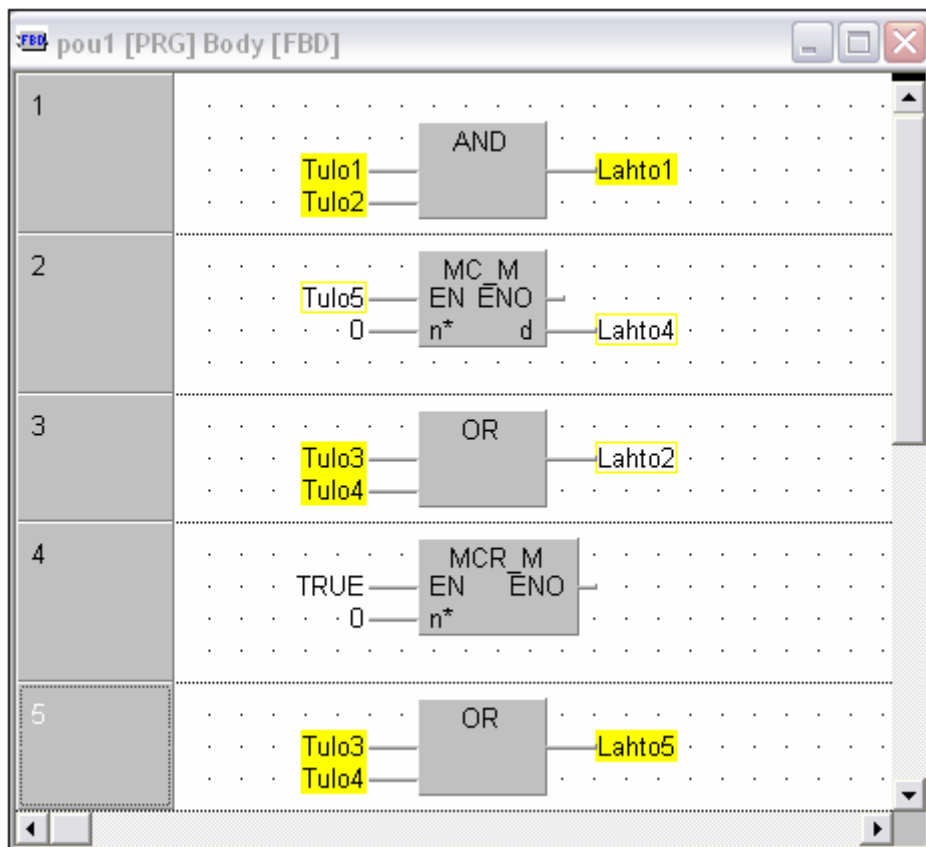 FBD pou1 [PRG] Body [FBD]
1
AND
Tulo1 Lahto1
Tulo2
2
MC_M
Tulo5 EN ENO
0 n* d Lahto4
3
OR
Tulo3 Lahto2
Tulo4
4
MCR_M
TRUE EN ENO
0 n*
5
OR
Tulo3 Lahto5
Tulo4